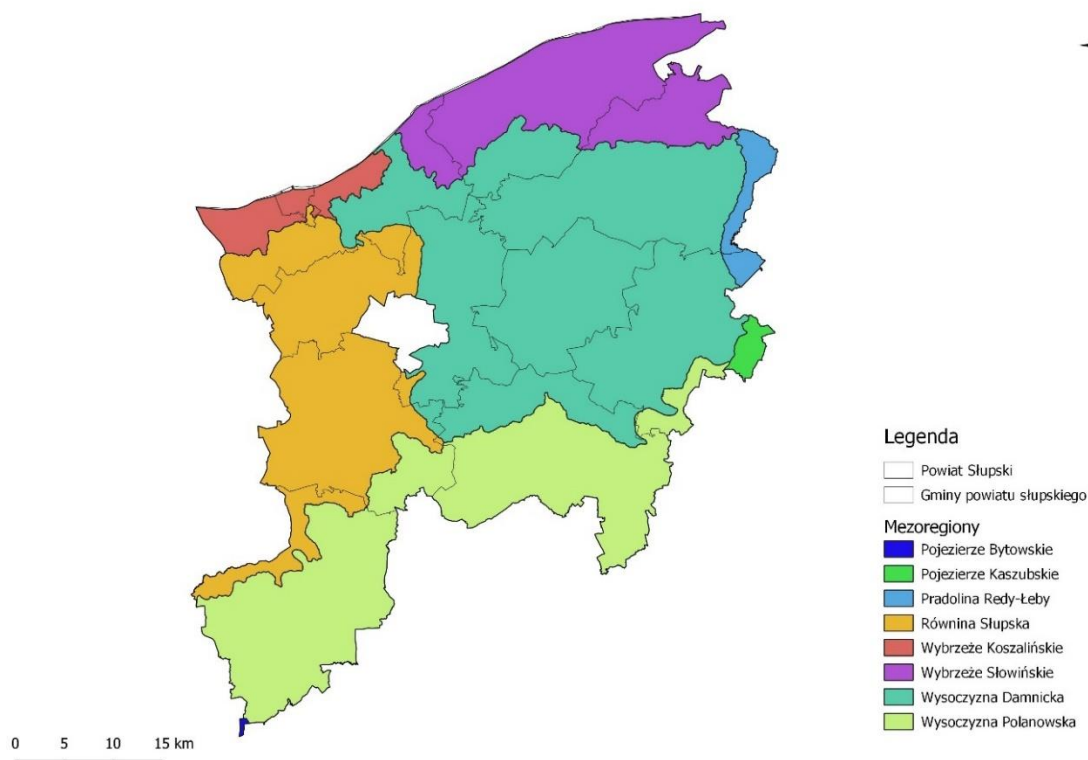 Legenda
Powiat Słupski
Gminy powiatu słupskiego
Mezoregiony
Pojezierze Bytowskie
Pojezierze Kaszubskie
Pradolina Redy-Łeby
Równina Słupska
Wybrzeże Koszalińskie
Wybrzeże Słowińskie
Wysoczyzna Damnicka
Wysoczyzna Polanowska
0 5 10 15 km